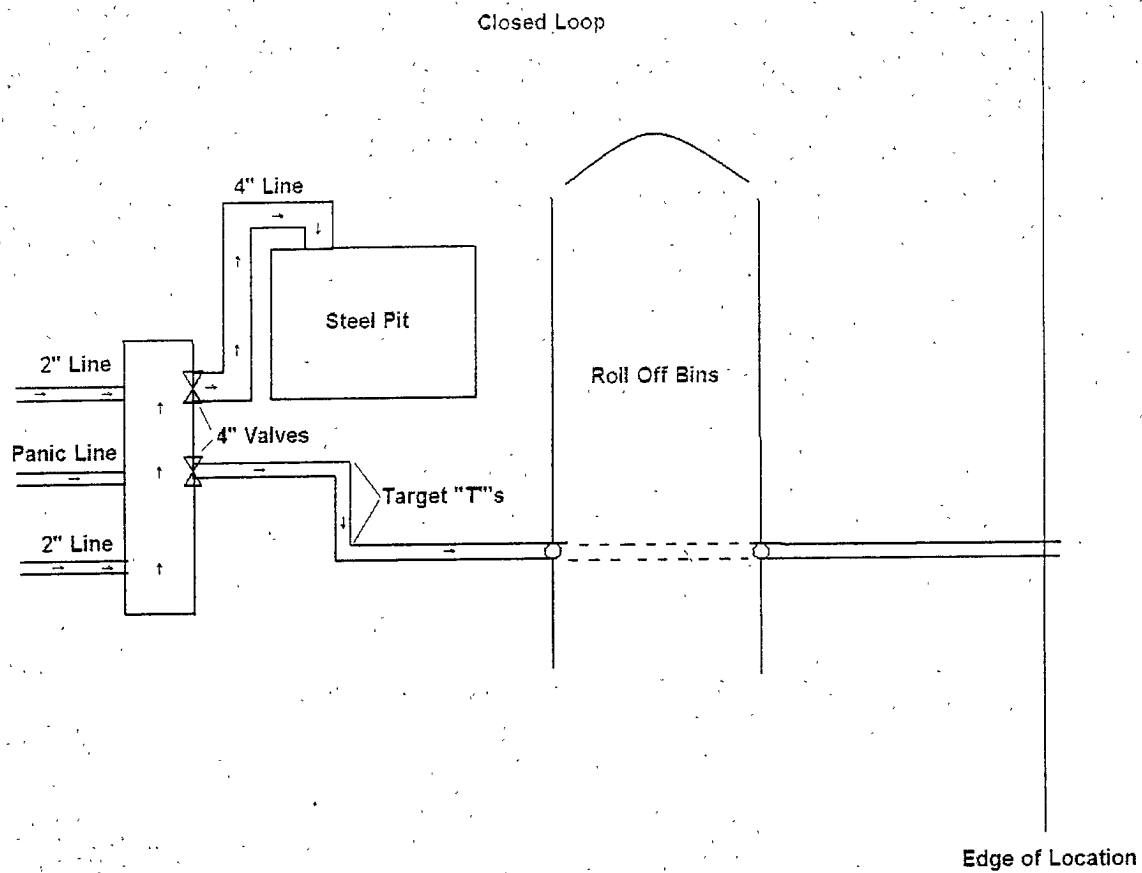 Closed Loop
4" Line
Steel Pit
2" Line
Roll Off Bins
4" Valves
Panic Line
Target "T"s
2" Line
Edge of Location